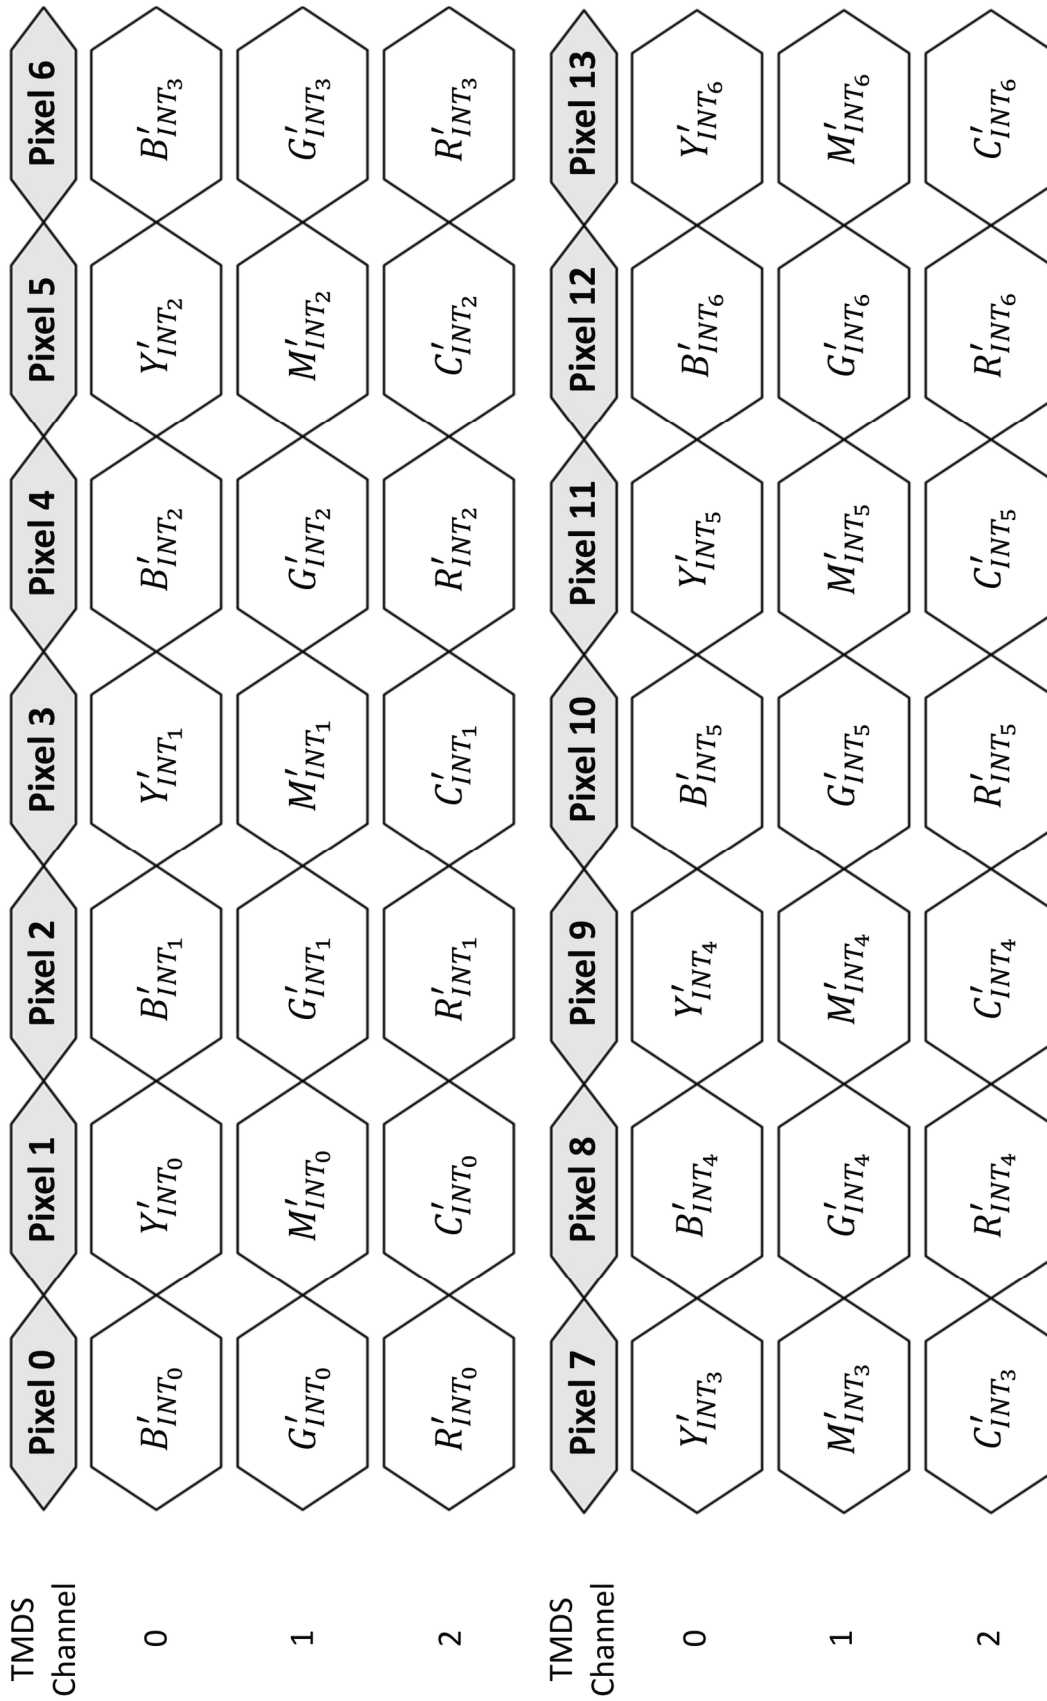 TMDS Channel Pixel 0 Pixel 1 Pixel 2 Pixel 3 Pixel 4 Pixel 5 Pixel 6
0 B′INT₀ Y′INT₀ B′INT₁ Y′INT₁ B′INT₂ Y′INT₂ B′INT₃
1 G′INT₀ M′INT₀ G′INT₁ M′INT₁ G′INT₂ M′INT₂ G′INT₃
2 R′INT₀ C′INT₀ R′INT₁ C′INT₁ R′INT₂ C′INT₂ R′INT₃
TMDS Channel Pixel 7 Pixel 8 Pixel 9 Pixel 10 Pixel 11 Pixel 12 Pixel 13
0 Y′INT₃ B′INT₄ Y′INT₄ B′INT₅ Y′INT₅ B′INT₆ Y′INT₆
1 M′INT₃ G′INT₄ M′INT₄ G′INT₅ M′INT₅ G′INT₆ M′INT₆
2 C′INT₃ R′INT₄ C′INT₄ R′INT₅ C′INT₅ R′INT₆ C′INT₆